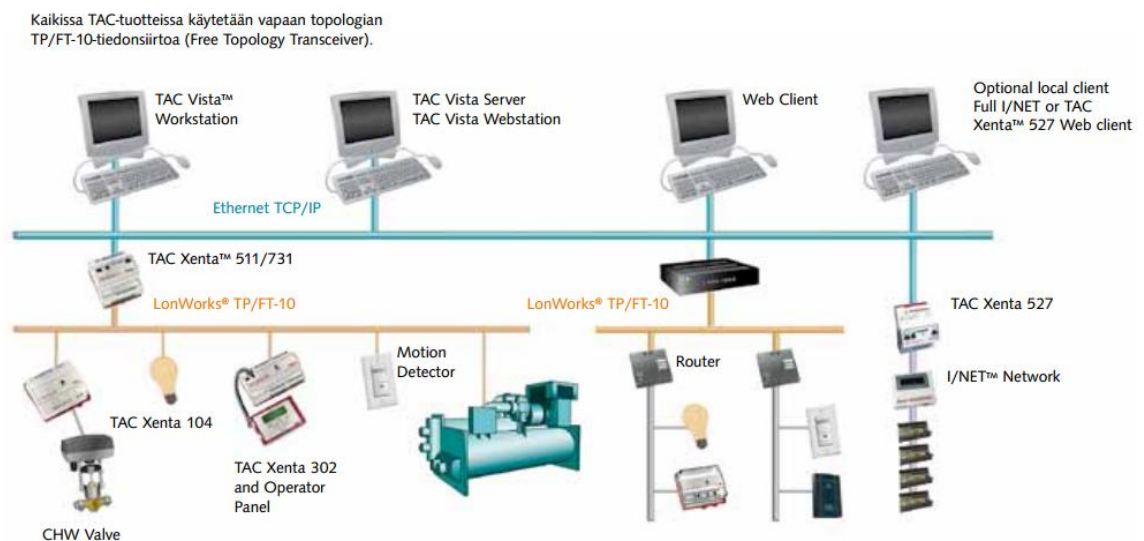 Kaikissa TAC-tuotteissa käytetään vapaan topologian
TP/FT-10-tiedonsiirtoa (Free Topology Transceiver).
TAC Vista™
Workstation
TAC Vista Server
TAC Vista Webstation
Web Client
Optional local client
Full I/NET or TAC
Xenta™ 527 Web client
Ethernet TCP/IP
TAC Xenta™ 511/731
LonWorks® TP/FT-10
LonWorks® TP/FT-10
TAC Xenta 527
Motion
Detector
Router
I/NET™ Network
TAC Xenta 104
TAC Xenta 302
and Operator
Panel
CHW Valve